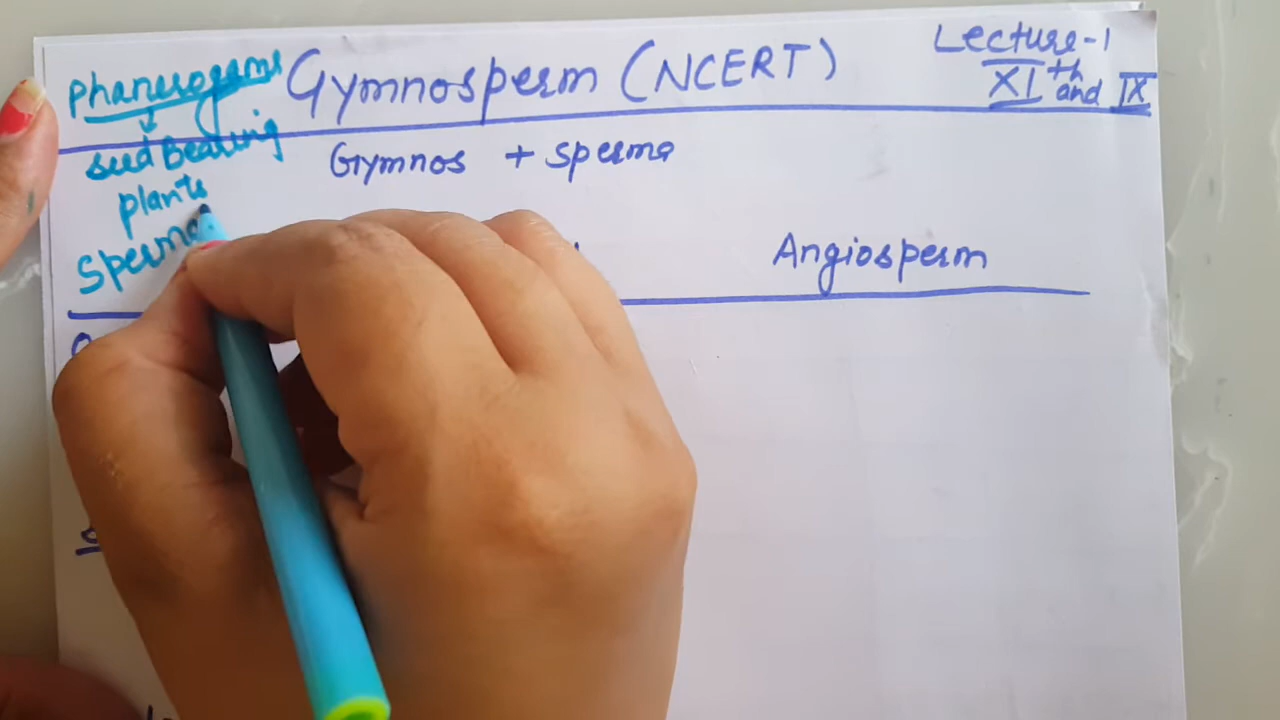 Phanerogams
Gymnosperm (NCERT)
Lecture-1
XIth and IX
seed Bearing
plants
Gymnos + sperma
Angiosperm